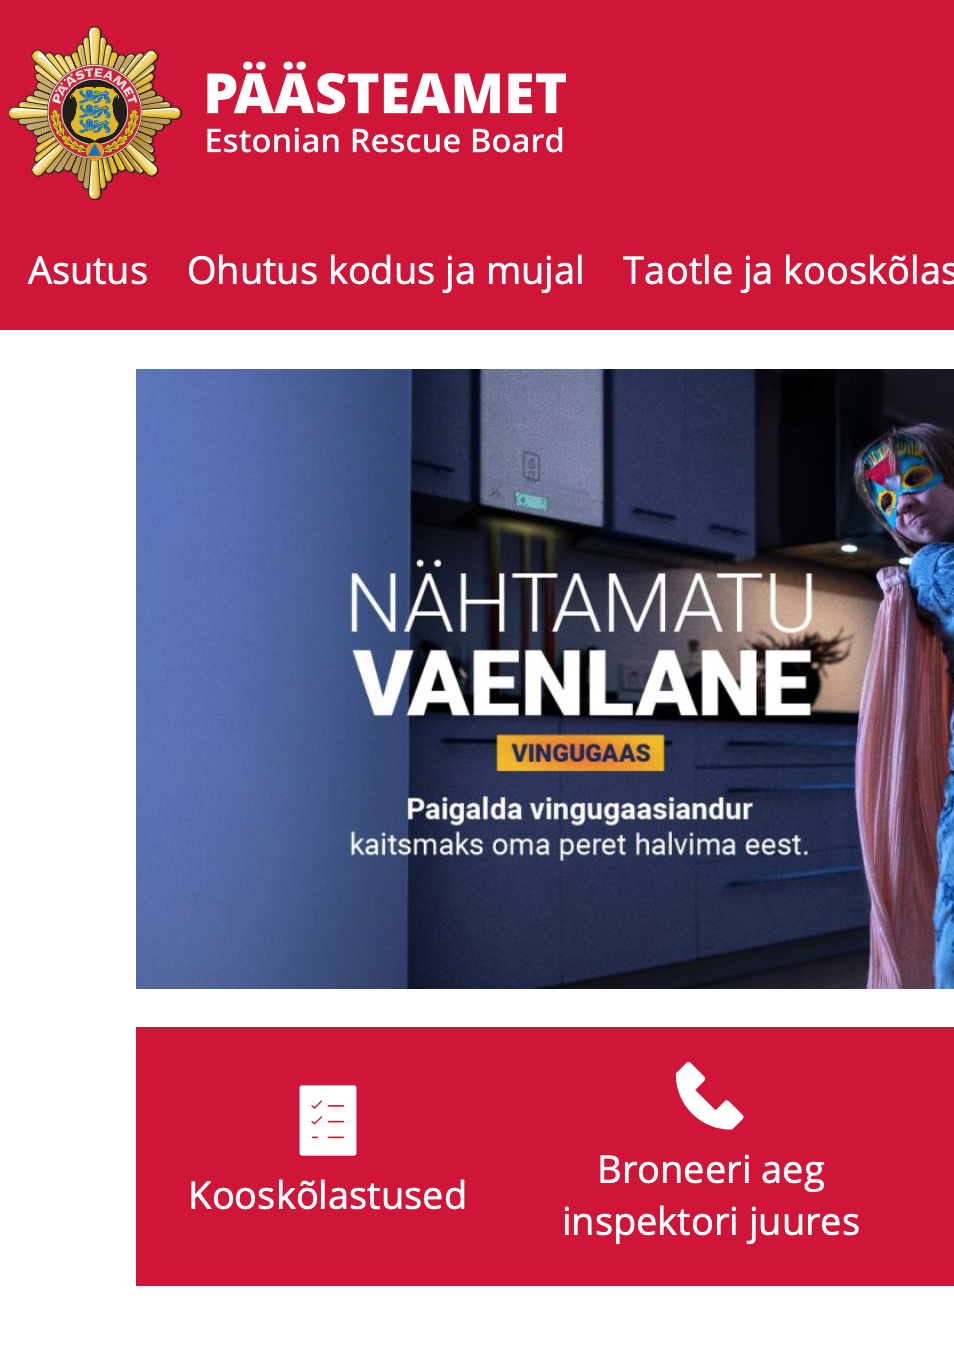 PÄÄSTEAMET
PÄÄSTEAMET
Estonian Rescue Board
Asutus Ohutus kodus ja mujal Taotle ja kooskõlas
NÄHTAMATU
VAENLANE
VINGUGAAS
Paigalda vingugaasiandur
kaitsmaks oma peret halvima eest.
Kooskõlastused
Broneeri aeg
inspektori juures